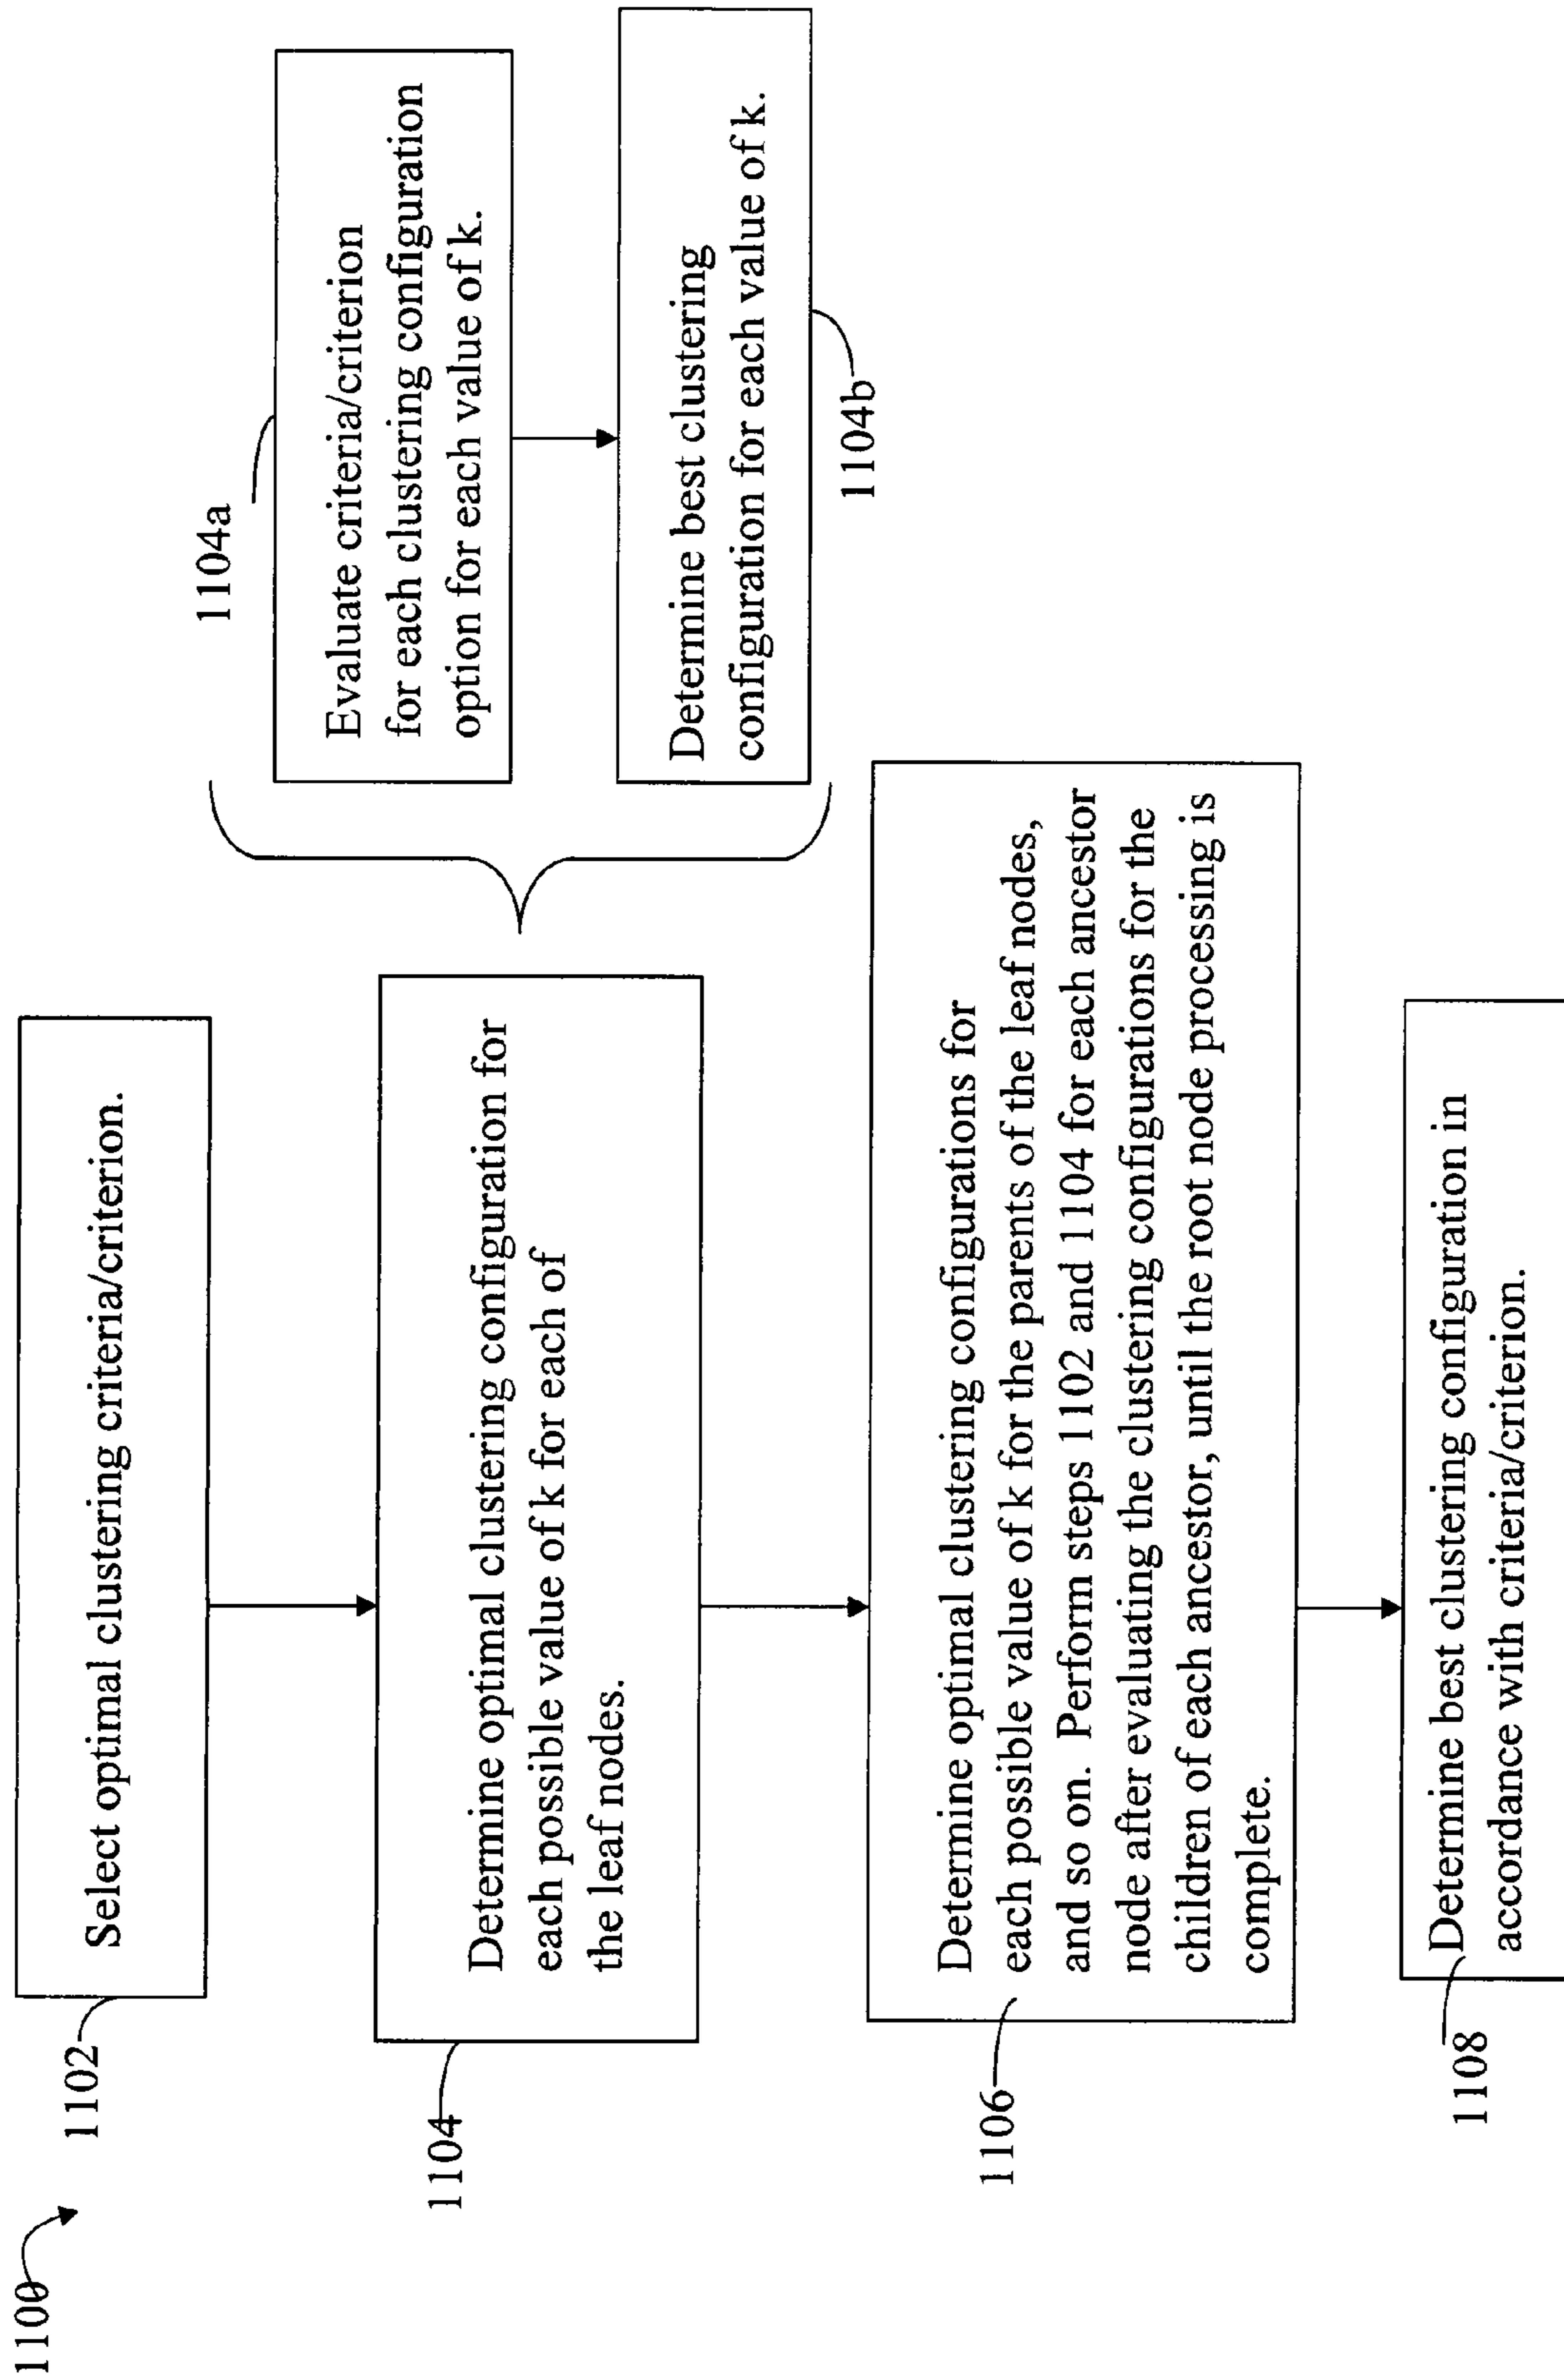 1100
1102
Select optimal clustering criteria/criterion.
1104
Determine optimal clustering configuration for
each possible value of k for each of
the leaf nodes.
1104a
Evaluate criteria/criterion
for each clustering configuration
option for each value of k.
Determine best clustering
configuration for each value of k.
1104b
1106
Determine optimal clustering configurations for
each possible value of k for the parents of the leaf nodes,
and so on. Perform steps 1102 and 1104 for each ancestor
node after evaluating the clustering configurations for the
children of each ancestor, until the root node processing is
complete.
1108
Determine best clustering configuration in
accordance with criteria/criterion.